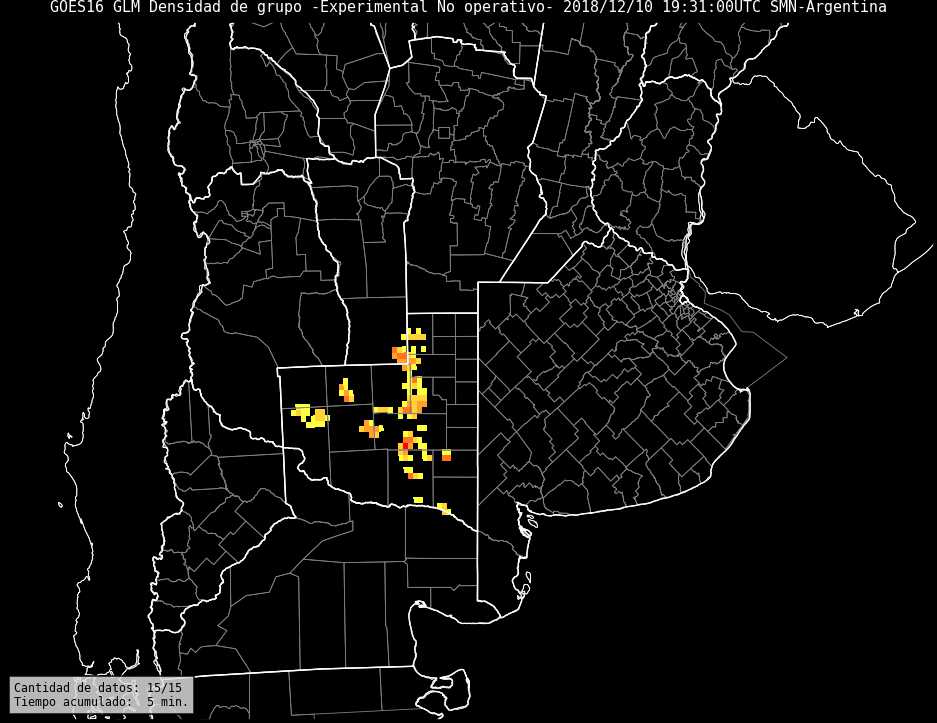 GOES16 GLM Densidad de grupo -Experimental No operativo- 2018/12/10 19:31:00UTC SMN-Argentina
Cantidad de datos: 15/15
Tiempo acumulado:  5 min.